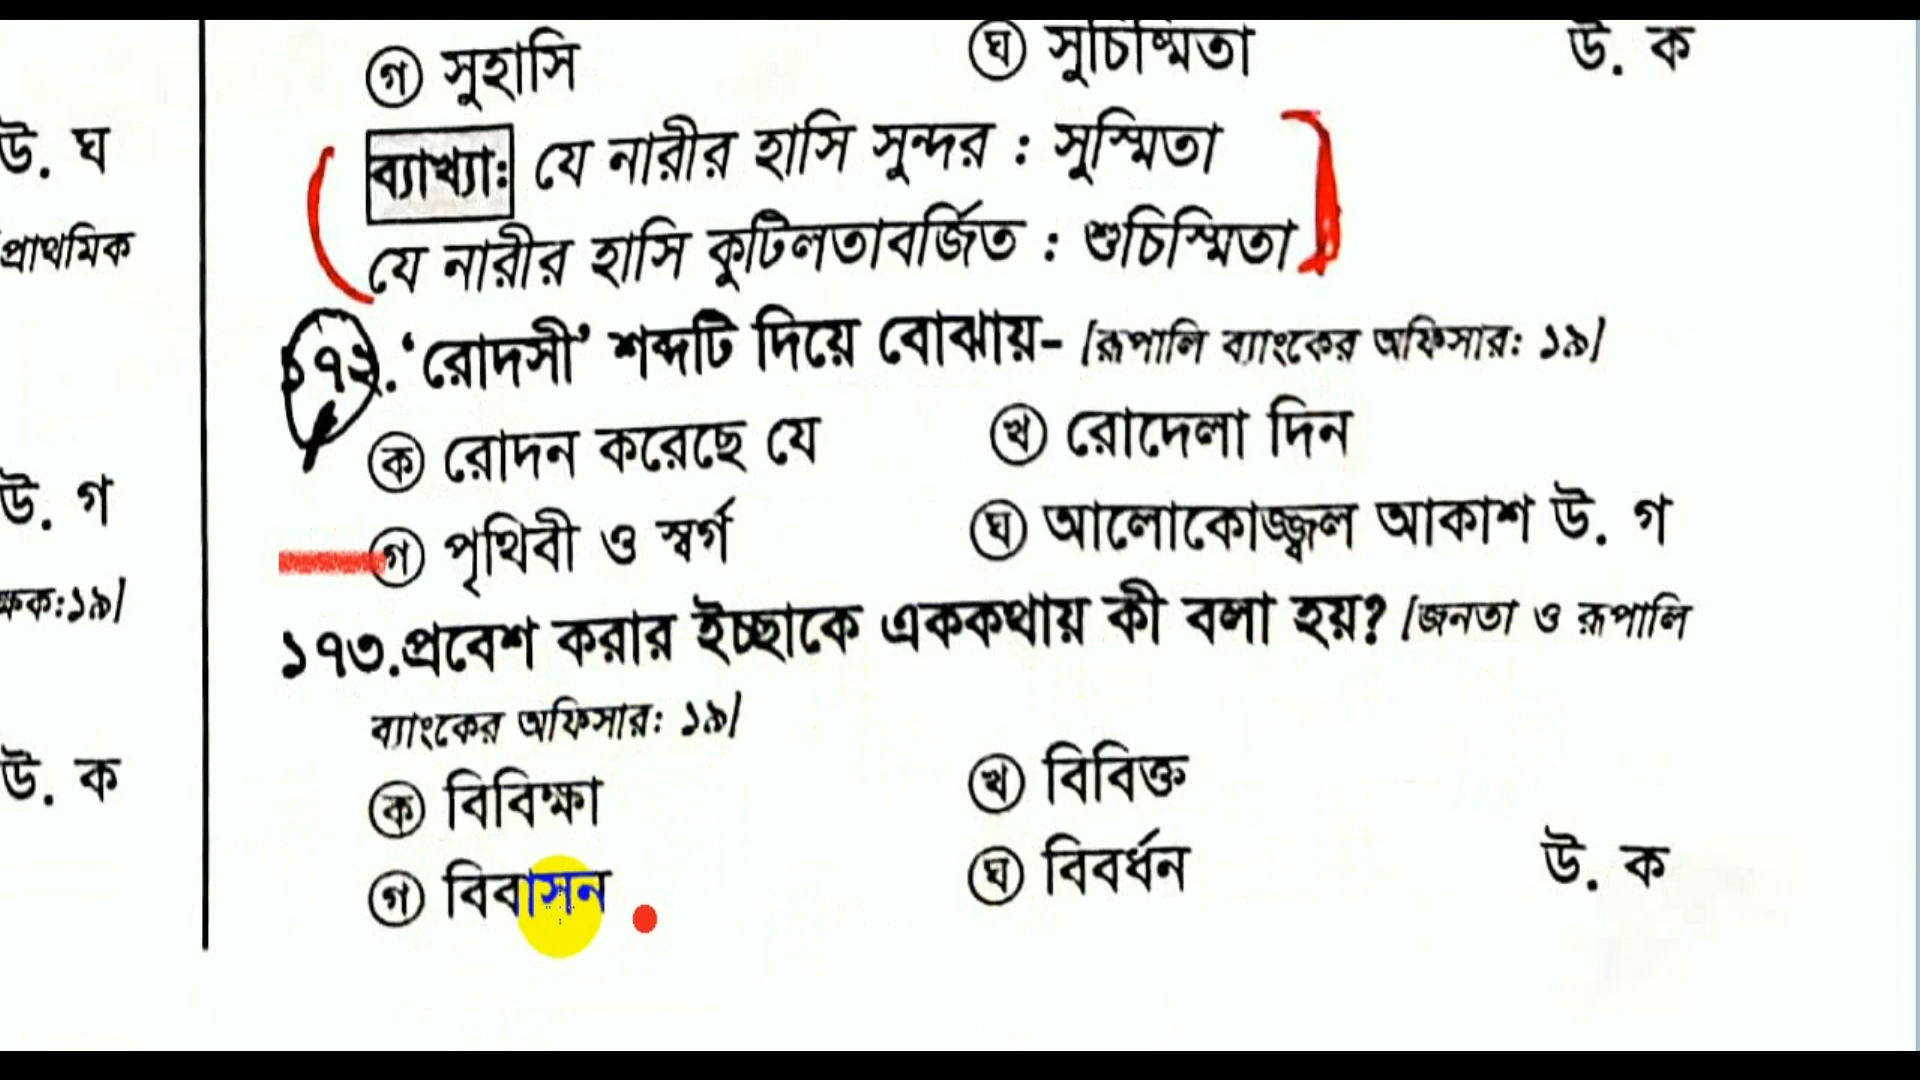 উ. ঘ
প্রাথমিক
উ. গ
ক্ষক:১৯]
উ. ক
গ সুহাসি ঘ সুচিষ্মিতা উ. ক
ব্যাখ্যা: যে নারীর হাসি সুন্দর : সুস্মিতা
যে নারীর হাসি কুটিলতাবর্জিত : শুচিস্মিতা
১৭২. ‘রোদসী’ শব্দটি দিয়ে বোঝায়- [রূপালি ব্যাংকের অফিসার: ১৯]
ক রোদন করেছে যে খ রোদেলা দিন
গ পৃথিবী ও স্বর্গ ঘ আলোকোজ্জ্বল আকাশ উ. গ
১৭৩.প্রবেশ করার ইচ্ছাকে এককথায় কী বলা হয়? [জনতা ও রূপালি
ব্যাংকের অফিসার: ১৯]
ক বিবিক্ষা খ বিবিক্ত
গ বিবাসন ঘ বিবর্ধন উ. ক